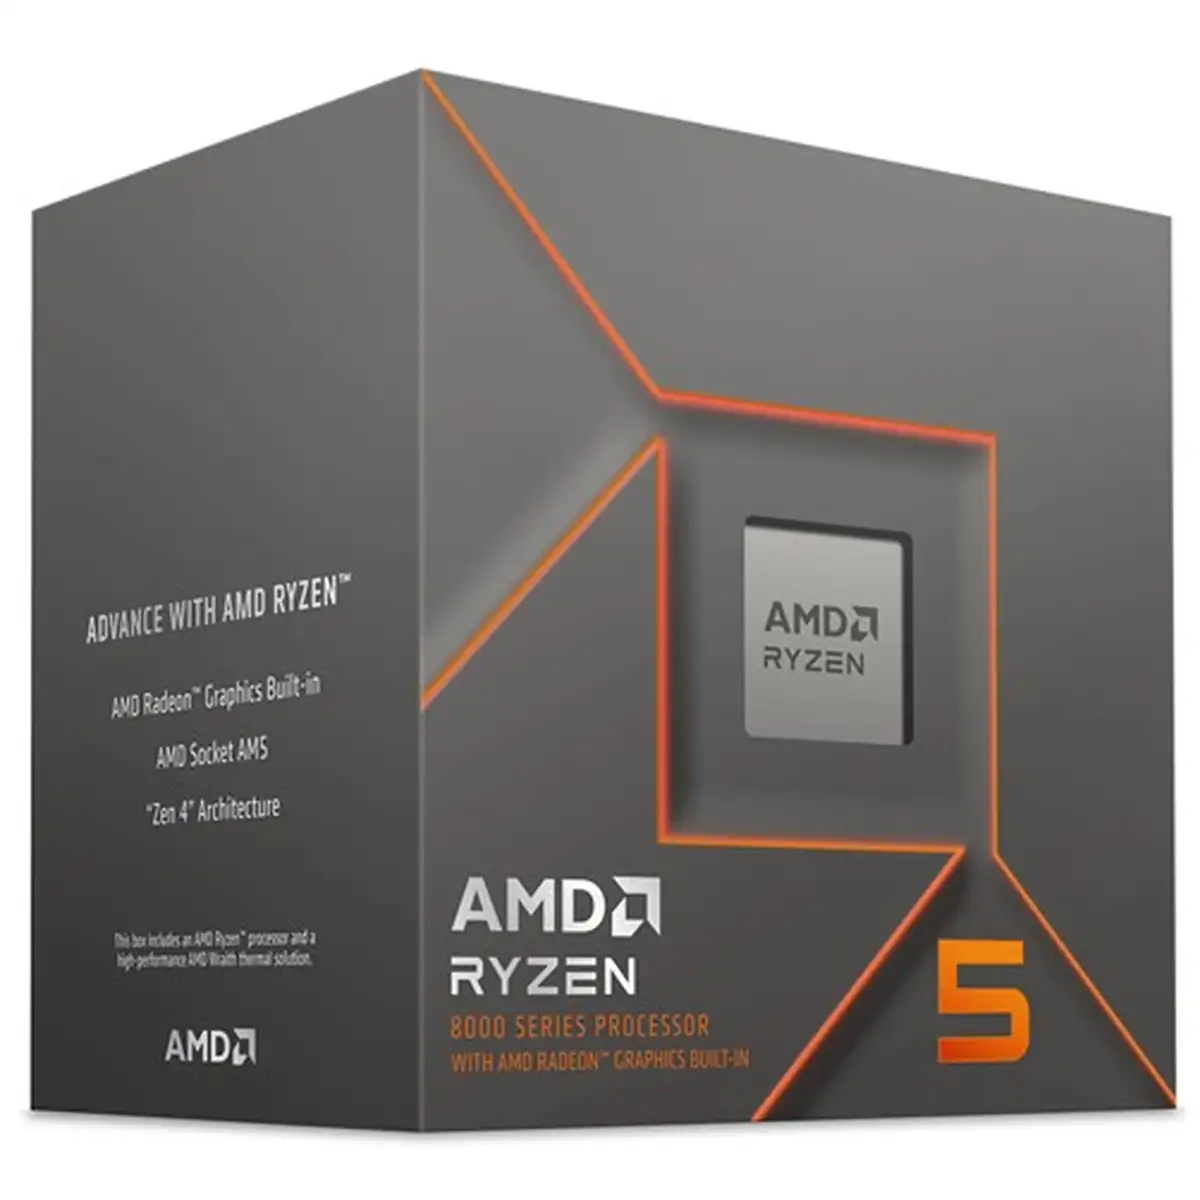 ADVANCE WITH AMD RYZEN™
AMD Radeon™ Graphics Built-in
AMD Socket AM5
"Zen 4" Architecture
This box includes an AMD Ryzen™ processor and a
high-performance AMD Wraith thermal solution.
AMD
AMD
RYZEN
AMD
RYZEN
8000 SERIES PROCESSOR
WITH AMD RADEON™ GRAPHICS BUILT-IN
5